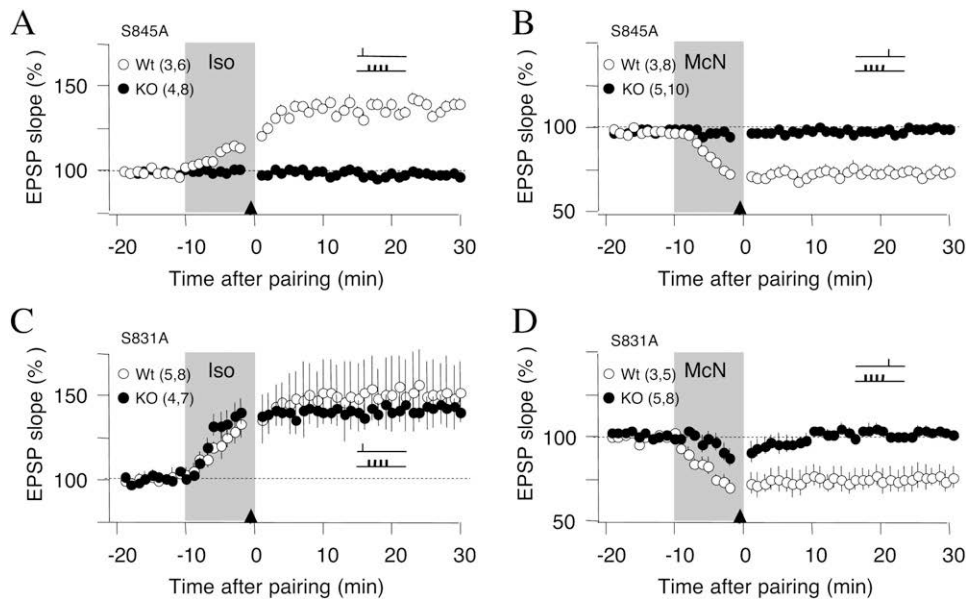 A
S845A
Wt (3,6)
KO (4,8)
Iso
EPSP slope (%)
150
100
-20 -10 0 10 20 30
Time after pairing (min)
B
S845A
Wt (3,8)
KO (5,10)
McN
EPSP slope (%)
100
50
-20 -10 0 10 20 30
Time after pairing (min)
C
S831A
Wt (5,8)
KO (4,7)
Iso
EPSP slope (%)
150
100
-20 -10 0 10 20 30
Time after pairing (min)
D
S831A
Wt (3,5)
KO (5,8)
McN
EPSP slope (%)
100
50
-20 -10 0 10 20 30
Time after pairing (min)